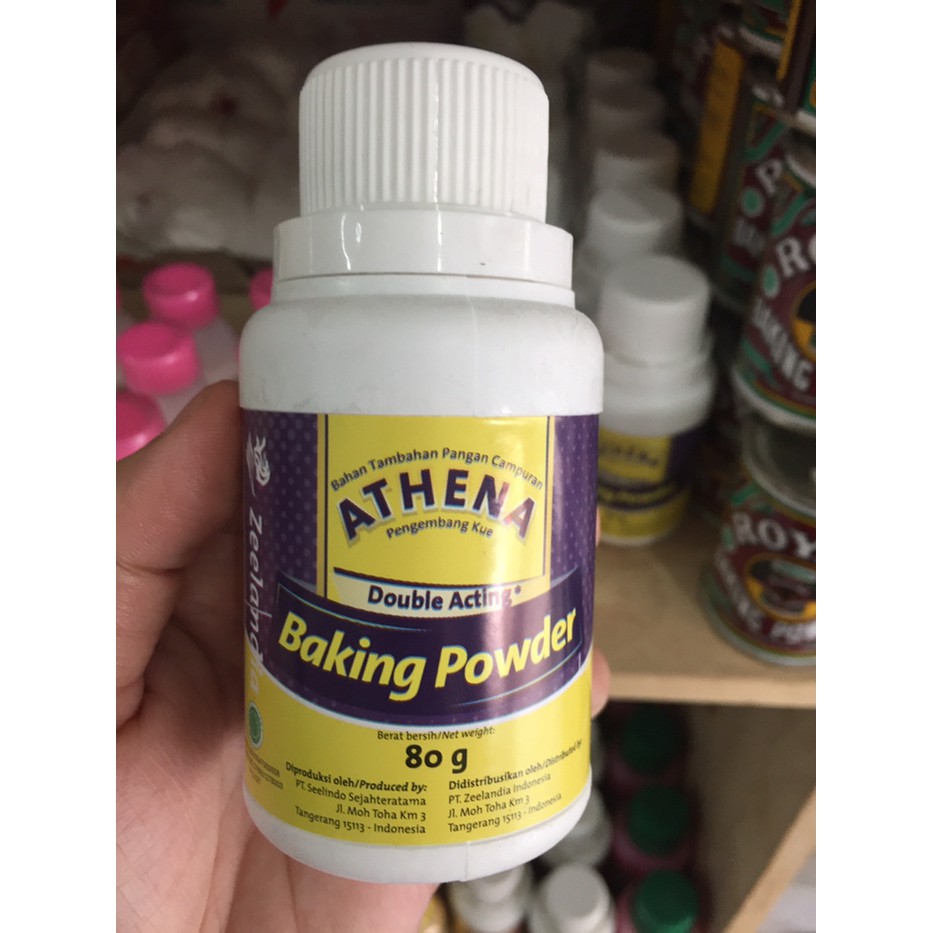 Bahan Tambahan Pangan Campuran
ATHENA
Pengembang Kue
Double Acting*
Baking Powder
Berat bersih/Net weight:
80 g
Diproduksi oleh/Produced by:
PT. Seelindo Sejahteratama
Jl. Moh Toha Km 3
Tangerang 15113 - Indonesia
Didistribusikan oleh/Distributed by:
PT. Zeelandia Indonesia
Jl. Moh Toha Km 3
Tangerang 15113 - Indonesia
Zeelandia
Baking Powder
ROY